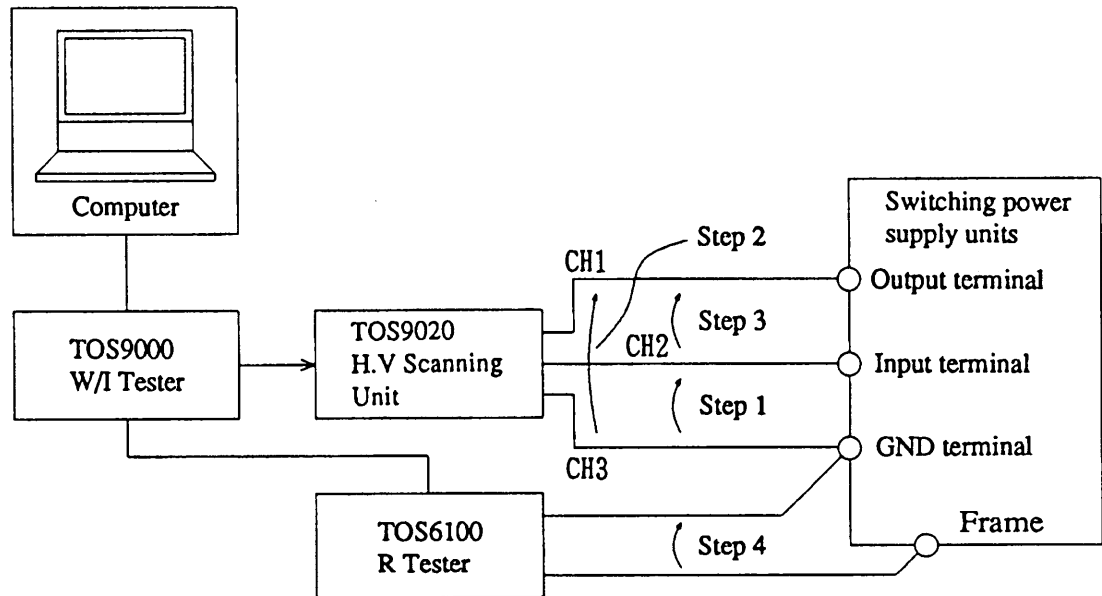 Computer
TOS9000
W/I Tester
TOS9020
H.V Scanning
Unit
TOS6100
R Tester
CH1
CH2
CH3
Step 2
Step 3
Step 1
Step 4
Switching power
supply units
Output terminal
Input terminal
GND terminal
Frame